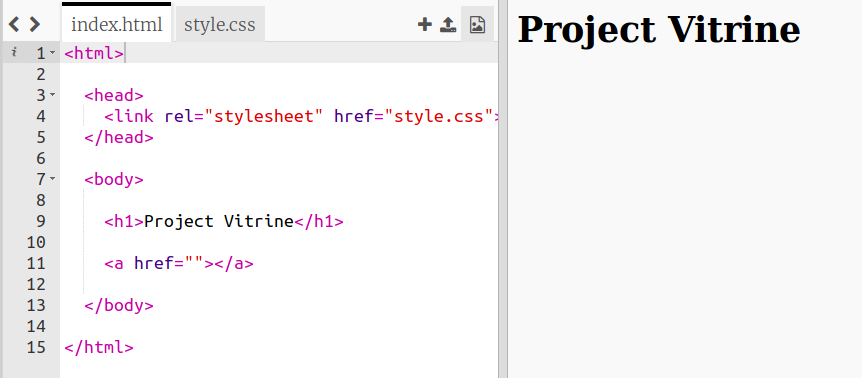 index.html style.css
i 1 <html>
2
3 <head>
4 <link rel="stylesheet" href="style.css">
5 </head>
6
7 <body>
8
9 <h1>Project Vitrine</h1>
10
11 <a href=""></a>
12
13 </body>
14
15 </html>
Project Vitrine